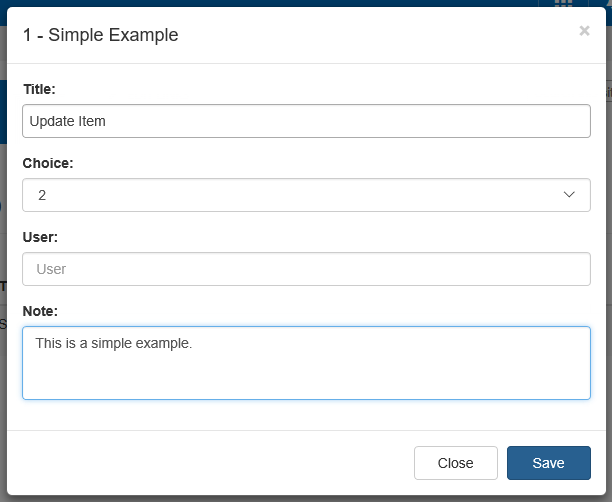 1 - Simple Example
×
Title:
Update Item
Choice:
2
User:
User
Note:
This is a simple example.
Close
Save